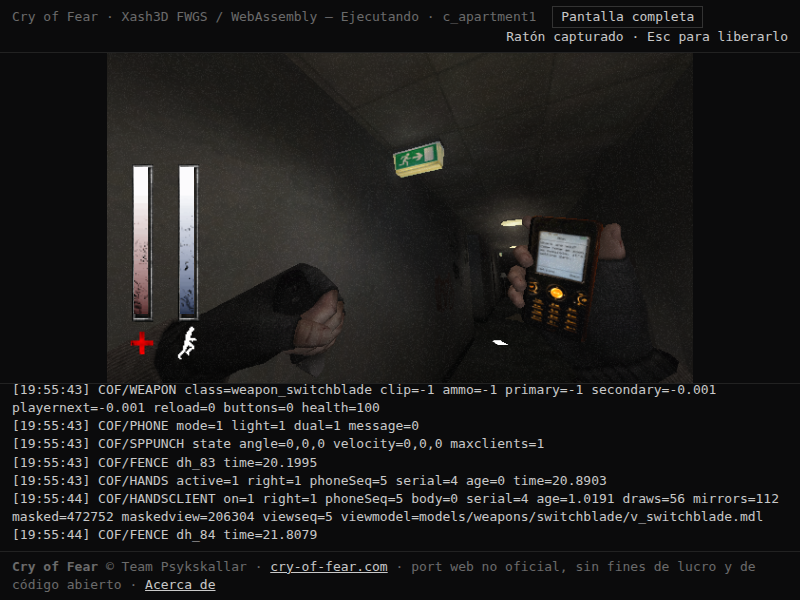 Cry of Fear · Xash3D FWGS / WebAssembly — Ejecutando · c_apartment1
Pantalla completa
Ratón capturado · Esc para liberarlo
[19:55:43] COF/WEAPON class=weapon_switchblade clip=-1 ammo=-1 primary=-1 secondary=-0.001
playernext=-0.001 reload=0 buttons=0 health=100
[19:55:43] COF/PHONE mode=1 light=1 dual=1 message=0
[19:55:43] COF/SPPUNCH state angle=0,0,0 velocity=0,0,0 maxclients=1
[19:55:43] COF/FENCE dh_83 time=20.1995
[19:55:43] COF/HANDS active=1 right=1 phoneSeq=5 serial=4 age=0 time=20.8903
[19:55:44] COF/HANDSCLIENT on=1 right=1 phoneSeq=5 body=0 serial=4 age=1.0191 draws=56 mirrors=112
masked=472752 maskedview=206304 viewseq=5 viewmodel=models/weapons/switchblade/v_switchblade.mdl
[19:55:44] COF/FENCE dh_84 time=21.8079
Cry of Fear © Team Psykskallar · cry-of-fear.com · port web no oficial, sin fines de lucro y de
código abierto · Acerca de